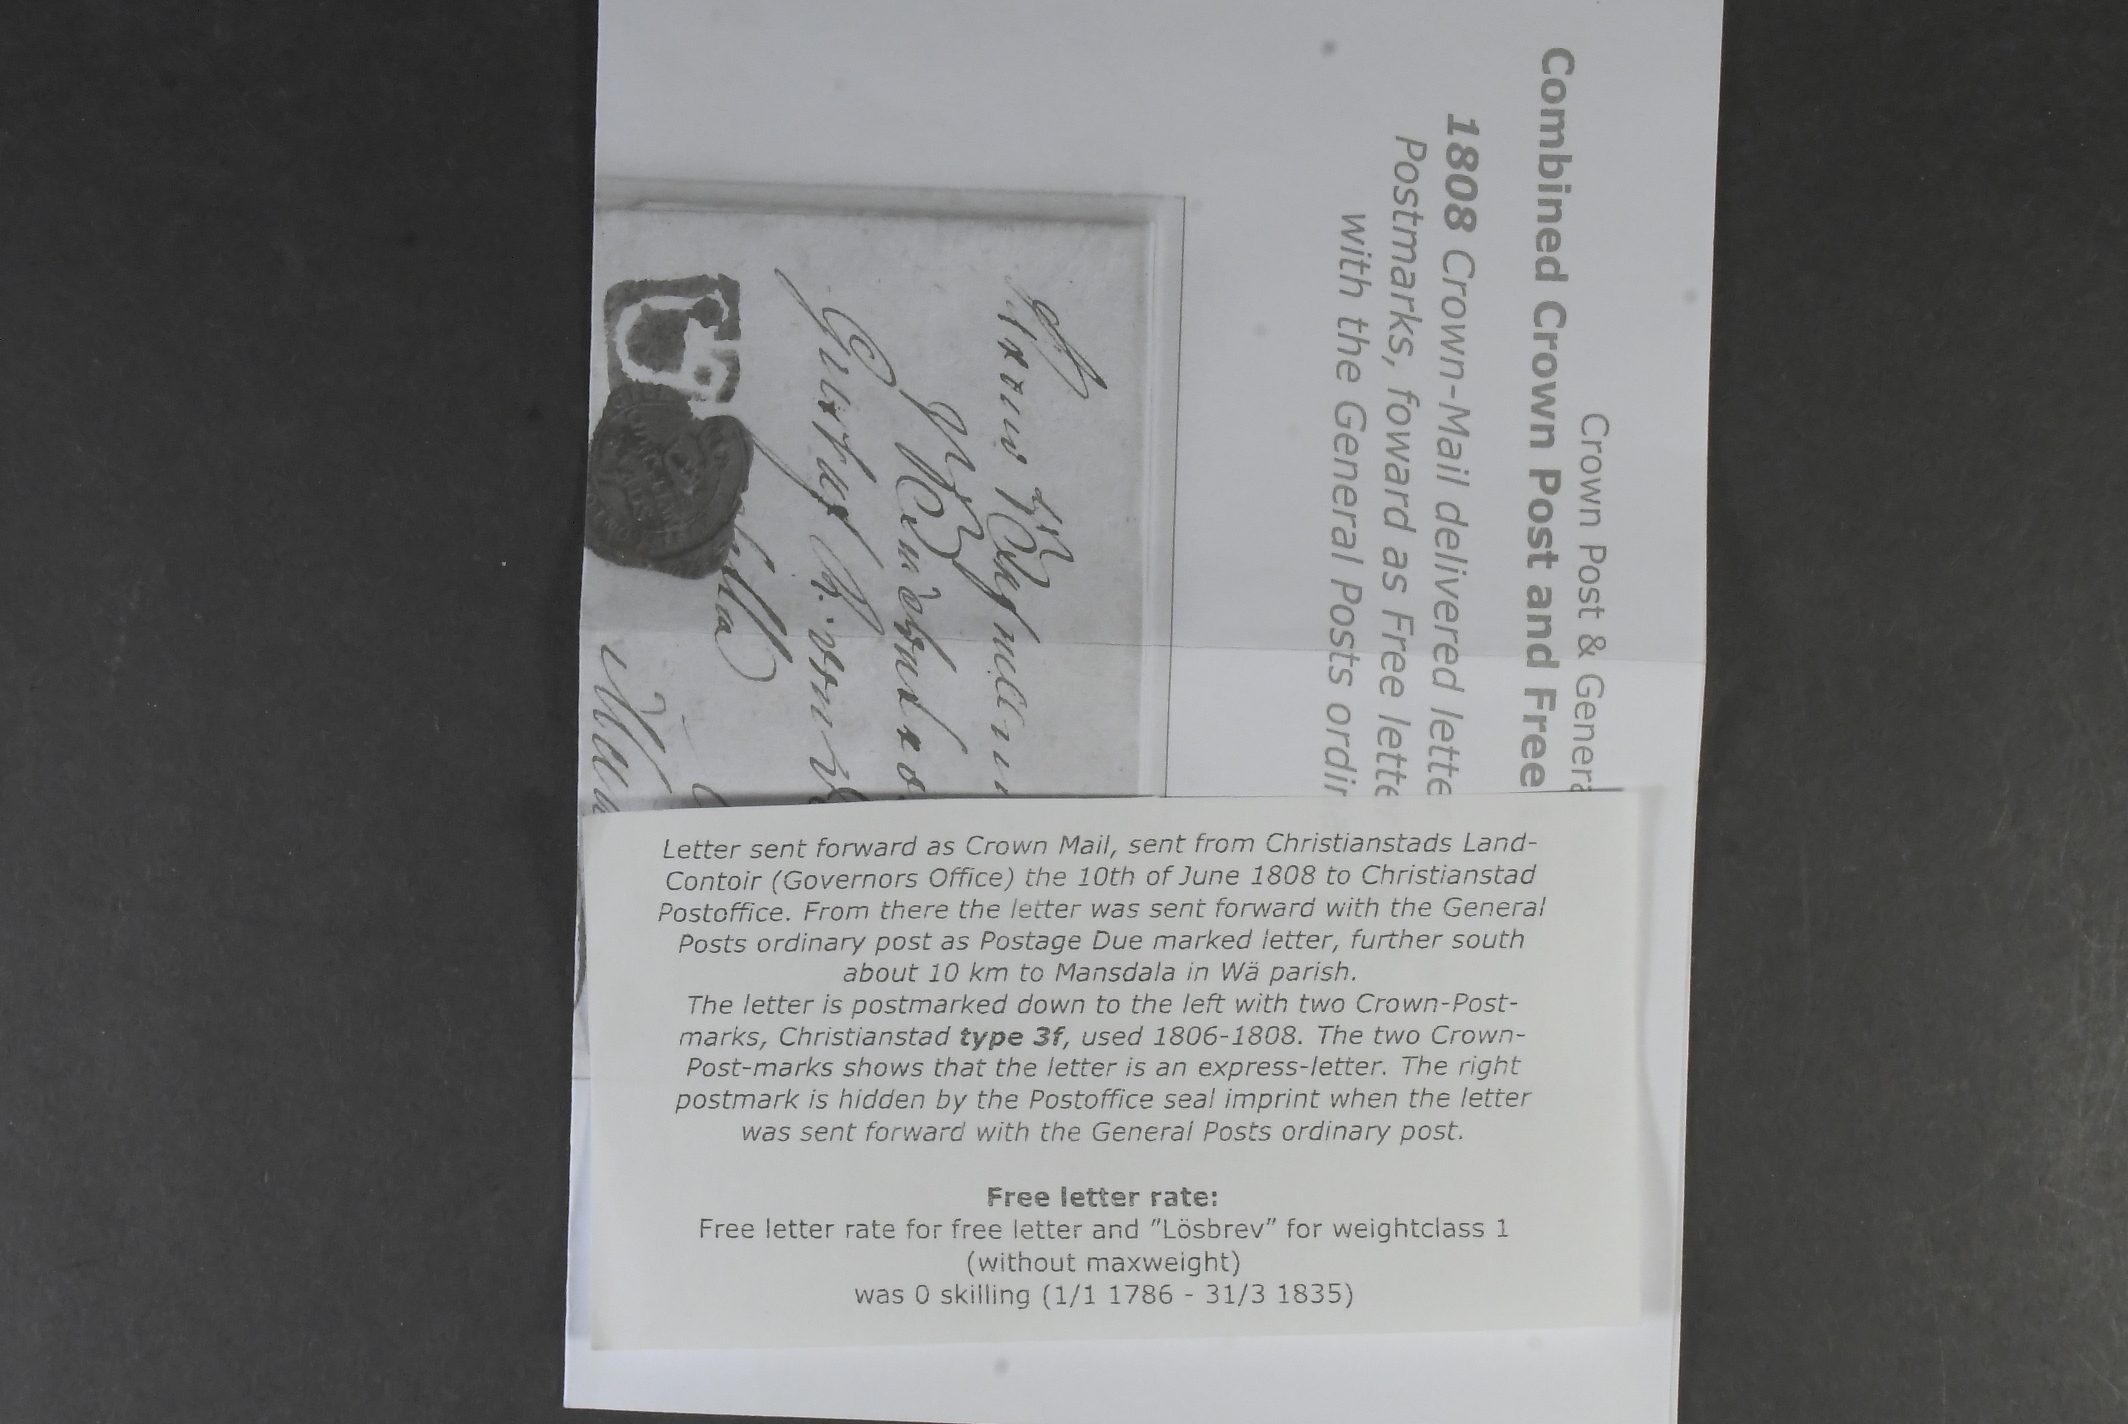 Crown Post & Genera
Combined Crown Post and Free
1808 Crown-Mail delivered lette
Postmarks, foward as Free lette
with the General Posts ordir
Letter sent forward as Crown Mail, sent from Christianstads Land-
Contoir (Governors Office) the 10th of June 1808 to Christianstad
Postoffice. From there the letter was sent forward with the General
Posts ordinary post as Postage Due marked letter, further south
about 10 km to Mansdala in Wä parish.
The letter is postmarked down to the left with two Crown-Post-
marks, Christianstad type 3f, used 1806-1808. The two Crown-
Post-marks shows that the letter is an express-letter. The right
postmark is hidden by the Postoffice seal imprint when the letter
was sent forward with the General Posts ordinary post.
Free letter rate:
Free letter rate for free letter and "Lösbrev" for weightclass 1
(without maxweight)
was 0 skilling (1/1 1786 - 31/3 1835)